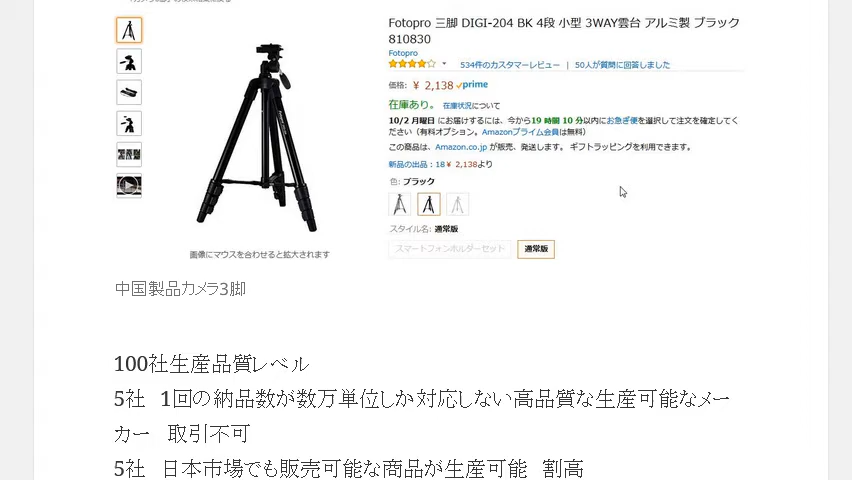 Fotopro 三脚 DIGI-204 BK 4段 小型 3WAY雲台 アルミ製 ブラック
810830
Fotopro
534件のカスタマーレビュー | 50人が質問に回答しました
価格: ¥ 2,138 prime
在庫あり。 在庫状況について
10/2 月曜日 にお届けするには、今から19 時間 10 分以内にお急ぎ便を選択して注文を確定してく
ださい（有料オプション。Amazonプライム会員は無料）
この商品は、Amazon.co.jp が販売、発送します。 ギフトラッピングを利用できます。
新品の出品：18¥ 2,138より
色: ブラック
スタイル名: 通常版
スマートフォンホルダーセット 通常版
画像にマウスを合わせると拡大されます
中国製品カメラ3脚
100社生産品質レベル
5社 1回の納品数が数万単位しか対応しない高品質な生産可能なメー
カー 取引不可
5社 日本市場でも販売可能な商品が生産可能 割高